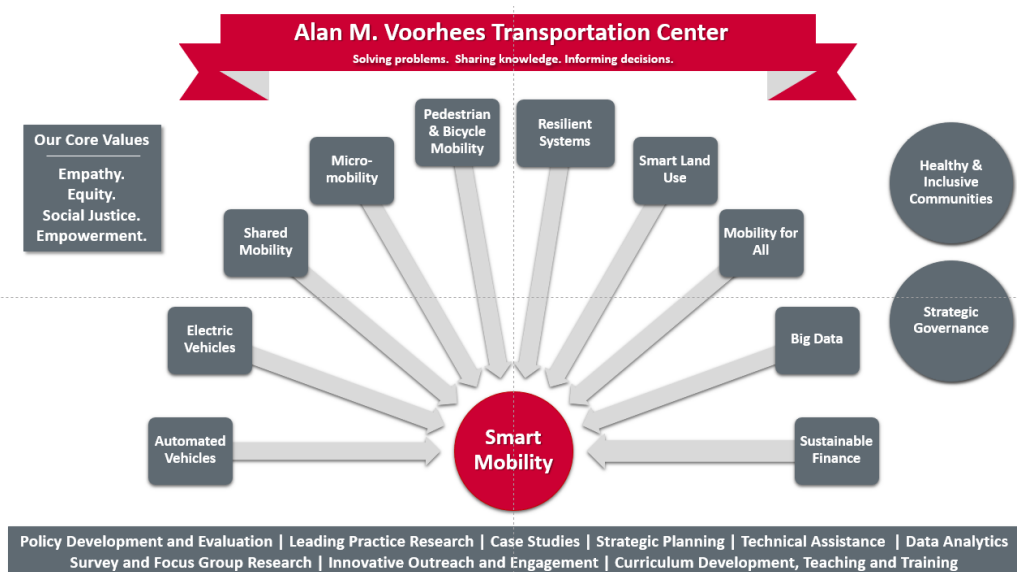 Alan M. Voorhees Transportation Center
Solving problems.  Sharing knowledge. Informing decisions.
Our Core Values
Empathy.
Equity.
Social Justice.
Empowerment.
Automated
Vehicles
Electric
Vehicles
Shared
Mobility
Micro-
mobility
Pedestrian
& Bicycle
Mobility
Resilient
Systems
Smart Land
Use
Mobility for
All
Big Data
Sustainable
Finance
Healthy &
Inclusive
Communities
Strategic
Governance
Smart
Mobility
Policy Development and Evaluation | Leading Practice Research | Case Studies | Strategic Planning | Technical Assistance  | Data Analytics
Survey and Focus Group Research | Innovative Outreach and Engagement | Curriculum Development, Teaching and Training